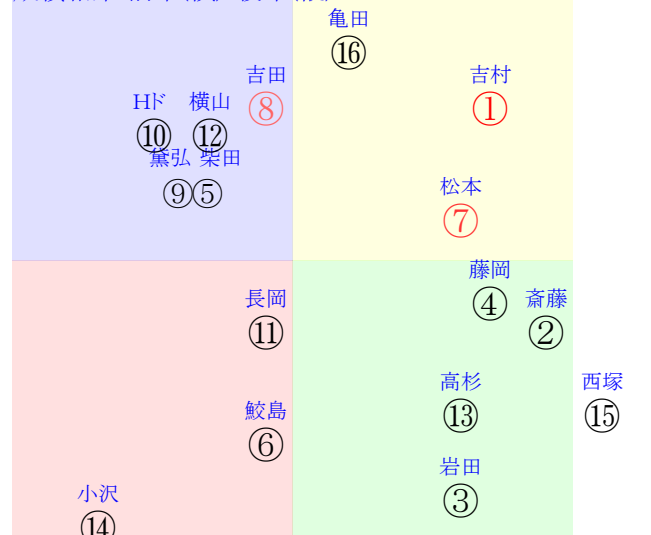 亀田
⑯
吉田 吉村
⑧ ①
Hド 横山
⑩ ⑫
黛弘 柴田
⑨⑤
松本
⑦
藤岡
④
長岡 斎藤
⑪ ②
高杉 西塚
⑬ ⑮
鮫島
⑥
岩田
③
小沢
⑭